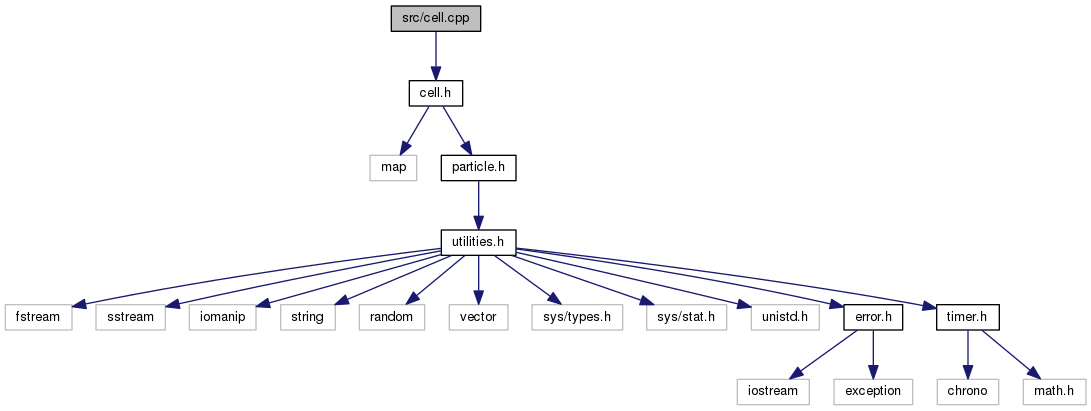 src/cell.cpp
cell.h
map
particle.h
utilities.h
fstream
sstream
iomanip
string
random
vector
sys/types.h
sys/stat.h
unistd.h
error.h
timer.h
iostream
exception
chrono
math.h